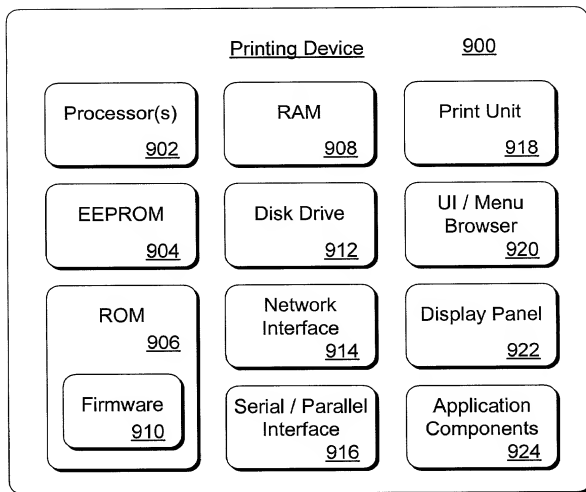 Printing Device 900
Processor(s)
902
RAM
908
Print Unit
918
EEPROM
904
Disk Drive
912
UI / Menu
Browser
920
ROM
906
Firmware
910
Network
Interface
914
Display Panel
922
Serial / Parallel
Interface
916
Application
Components
924